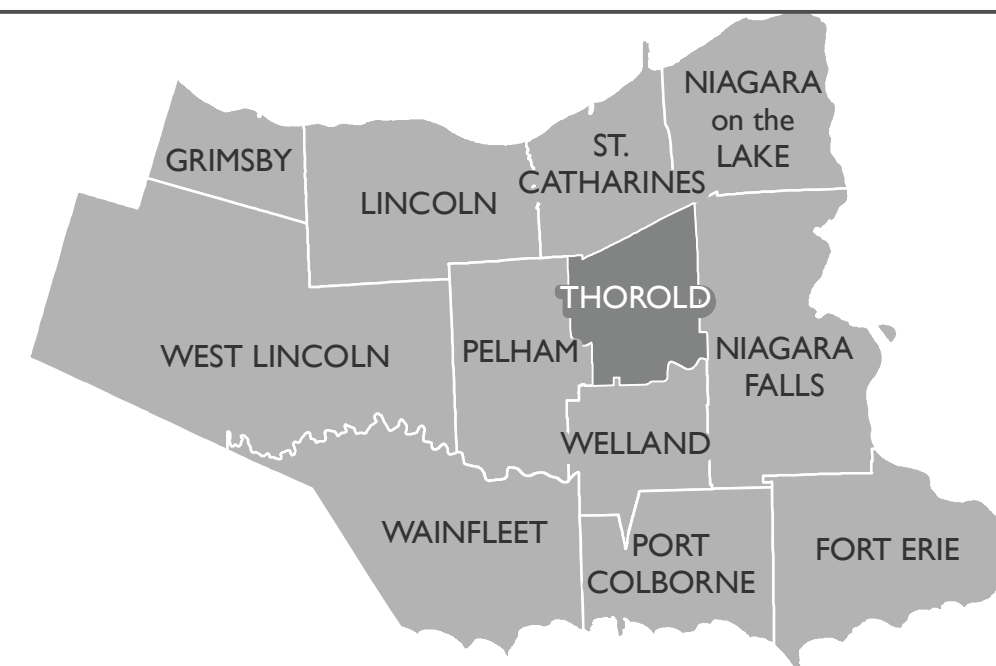 NIAGARA
on the
LAKE
ST.
CATHARINES
GRIMSBY
LINCOLN
THOROLD
WEST LINCOLN
PELHAM
NIAGARA
FALLS
WELLAND
WAINFLEET
PORT
COLBORNE
FORT ERIE